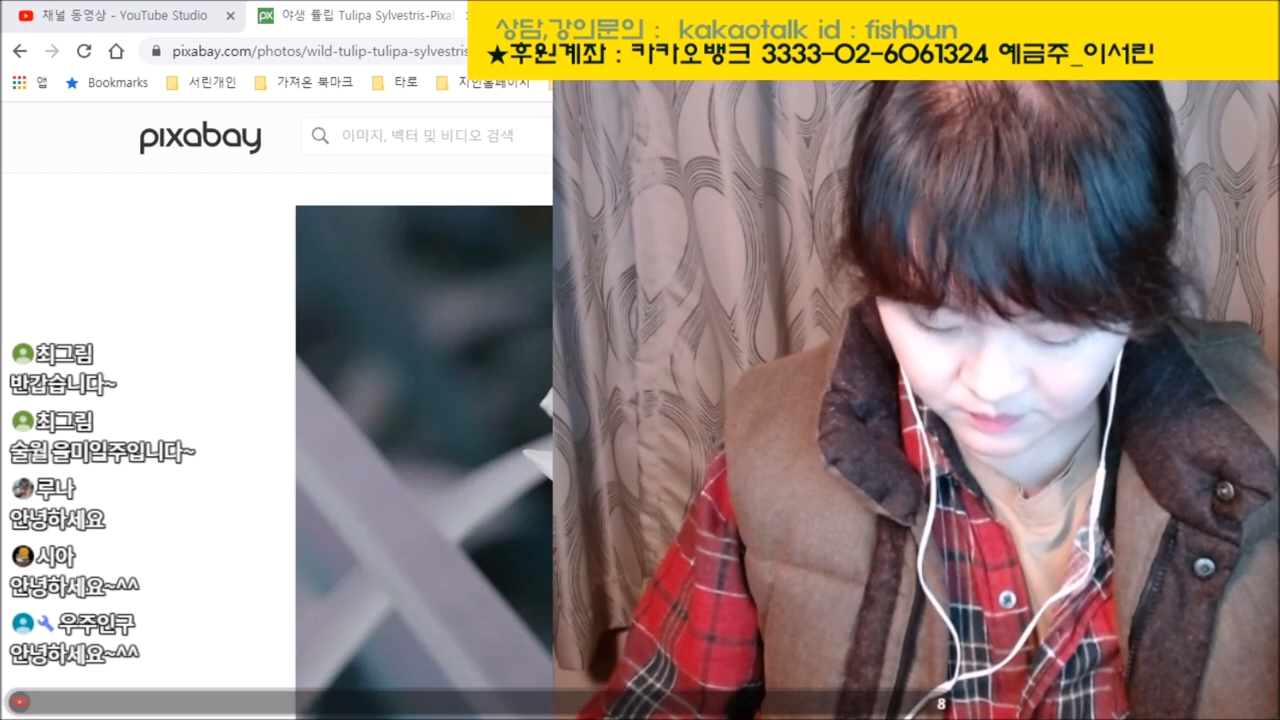 채널 동영상 - YouTube Studio
야생 튤립 Tulipa Sylvestris-Pixab
상담,강의문의 : kakaotalk id : fishbun
★후원계좌 : 카카오뱅크 3333-02-6061324 예금주_이서린
pixabay.com/photos/wild-tulip-tulipa-sylvestris
앱 Bookmarks 서린개인 가져온 북마크 타로 지인홈페이지
pixabay
이미지, 벡터 및 비디오 검색
최그림
반갑습니다~
최그림
술월 을미일주입니다~
루나
안녕하세요
시아
안녕하세요~^^
우주인구
안녕하세요~^^
8